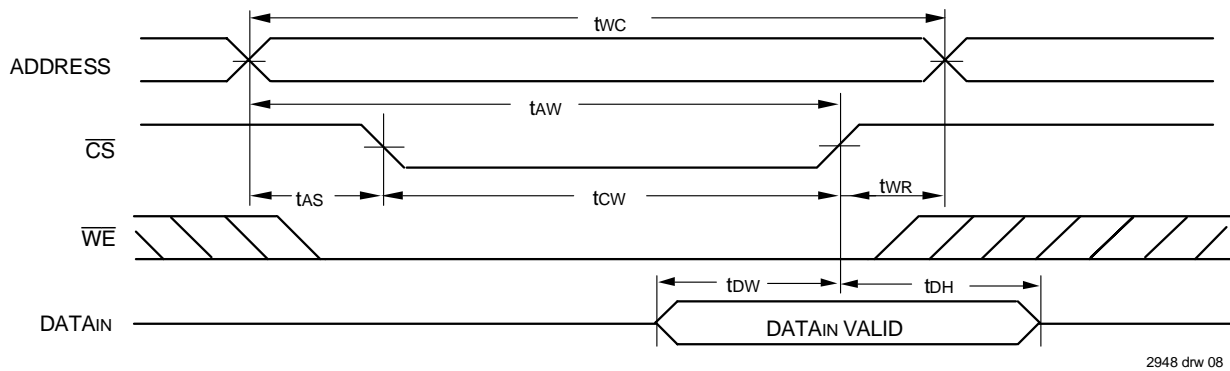 tWC
ADDRESS
tAW
CS
tAS
tCW
tWR
WE
tDW
tDH
DATAIN
DATAIN VALID
2948 drw 08